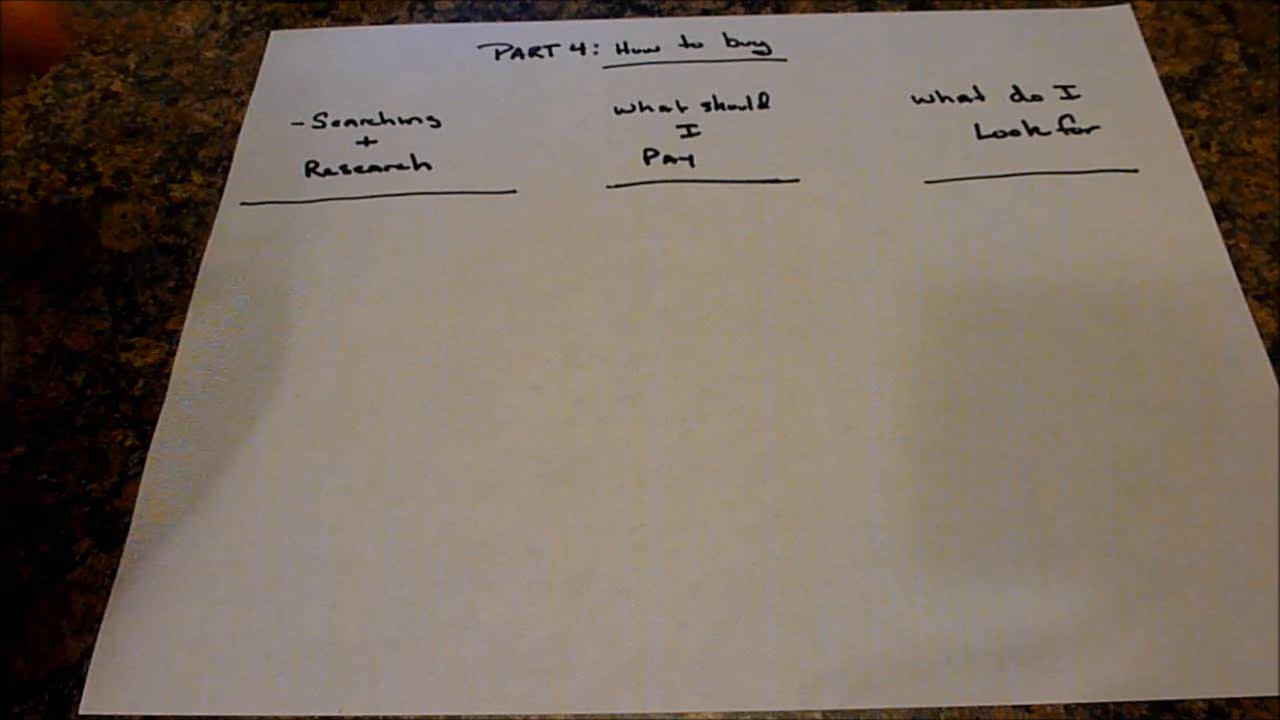 PART 4: How to buy
- Searching
+
Research
What should
I
Pay
What do I
Look for